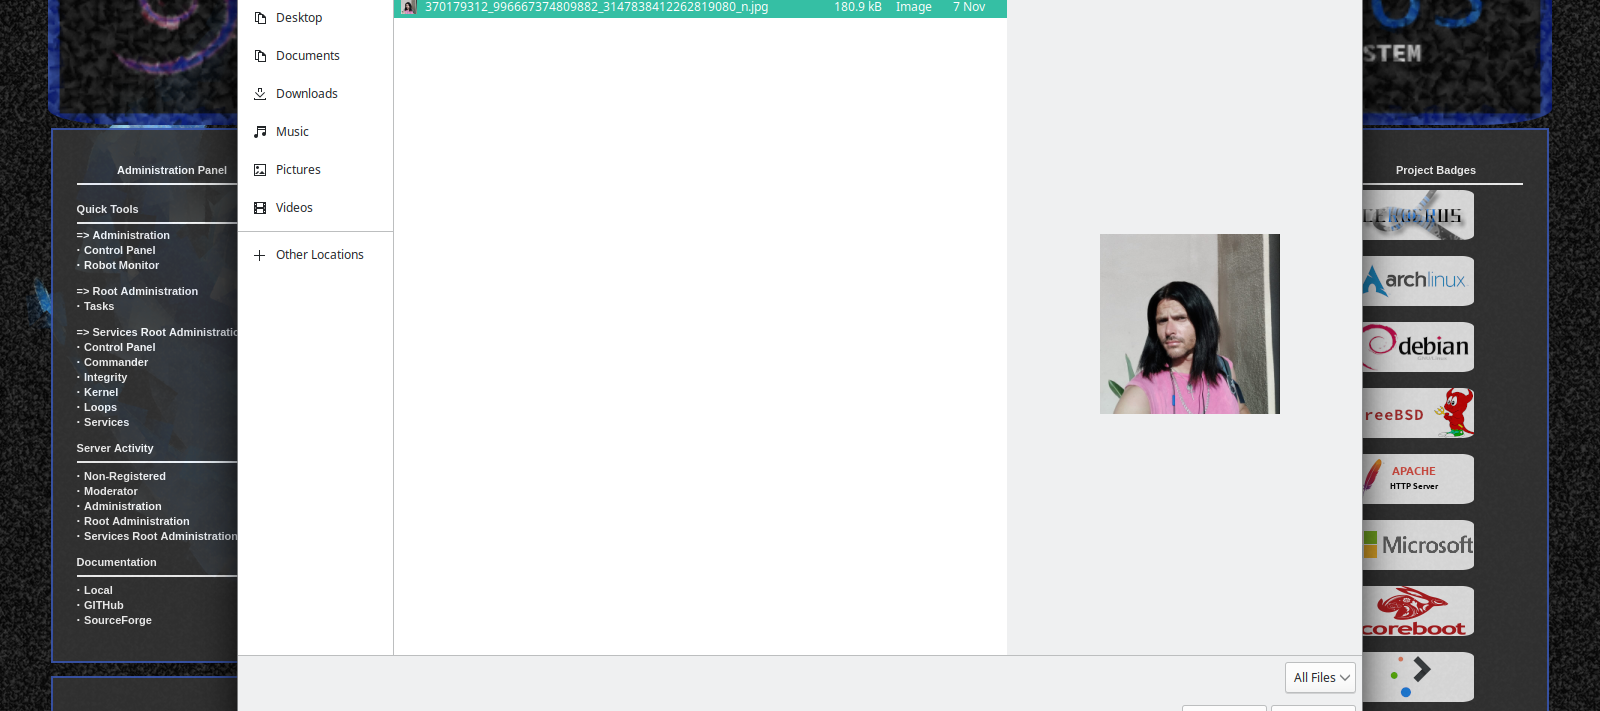 370179312_996667374809882_3147838412262819080_n.jpg 180.9 kB Image 7 Nov
Desktop
Documents
Downloads
Music
Pictures
Videos
Other Locations
All Files
STEM
Administration Panel
Quick Tools
=> Administration
· Control Panel
· Robot Monitor
=> Root Administration
· Tasks
=> Services Root Administratio
· Control Panel
· Commander
· Integrity
· Kernel
· Loops
· Services
Server Activity
· Non-Registered
· Moderator
· Administration
· Root Administration
· Services Root Administration
Documentation
· Local
· GITHub
· SourceForge
Project Badges
CERBERUS
archlinux
debian
reeBSD
APACHE
HTTP Server
Microsoft
coreboot